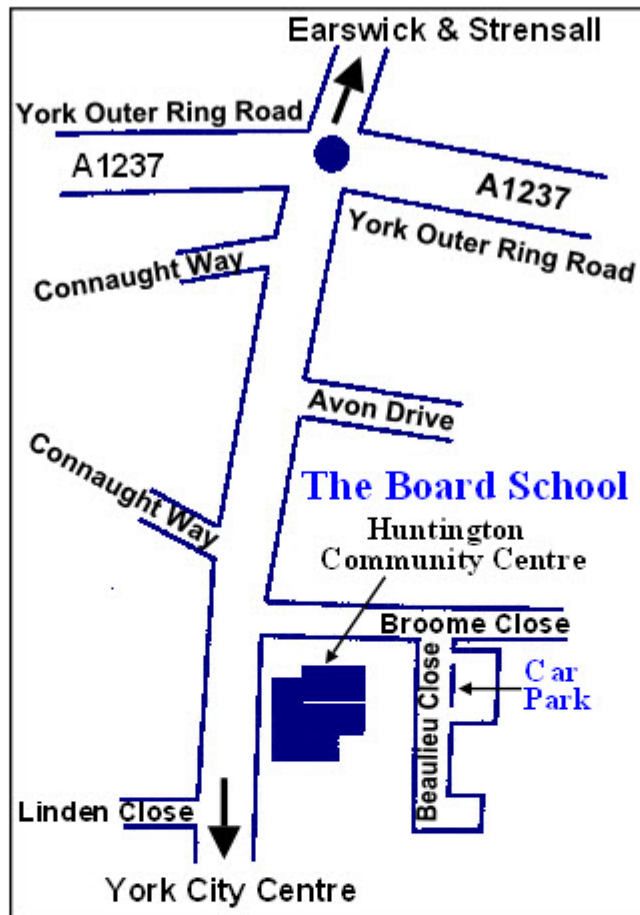 Earswick & Strensall
York Outer Ring Road
A1237
A1237
York Outer Ring Road
Connaught Way
Avon Drive
Connaught Way
The Board School
Huntington
Community Centre
Broome Close
Beaulieu Close
Car
Park
Linden Close
York City Centre